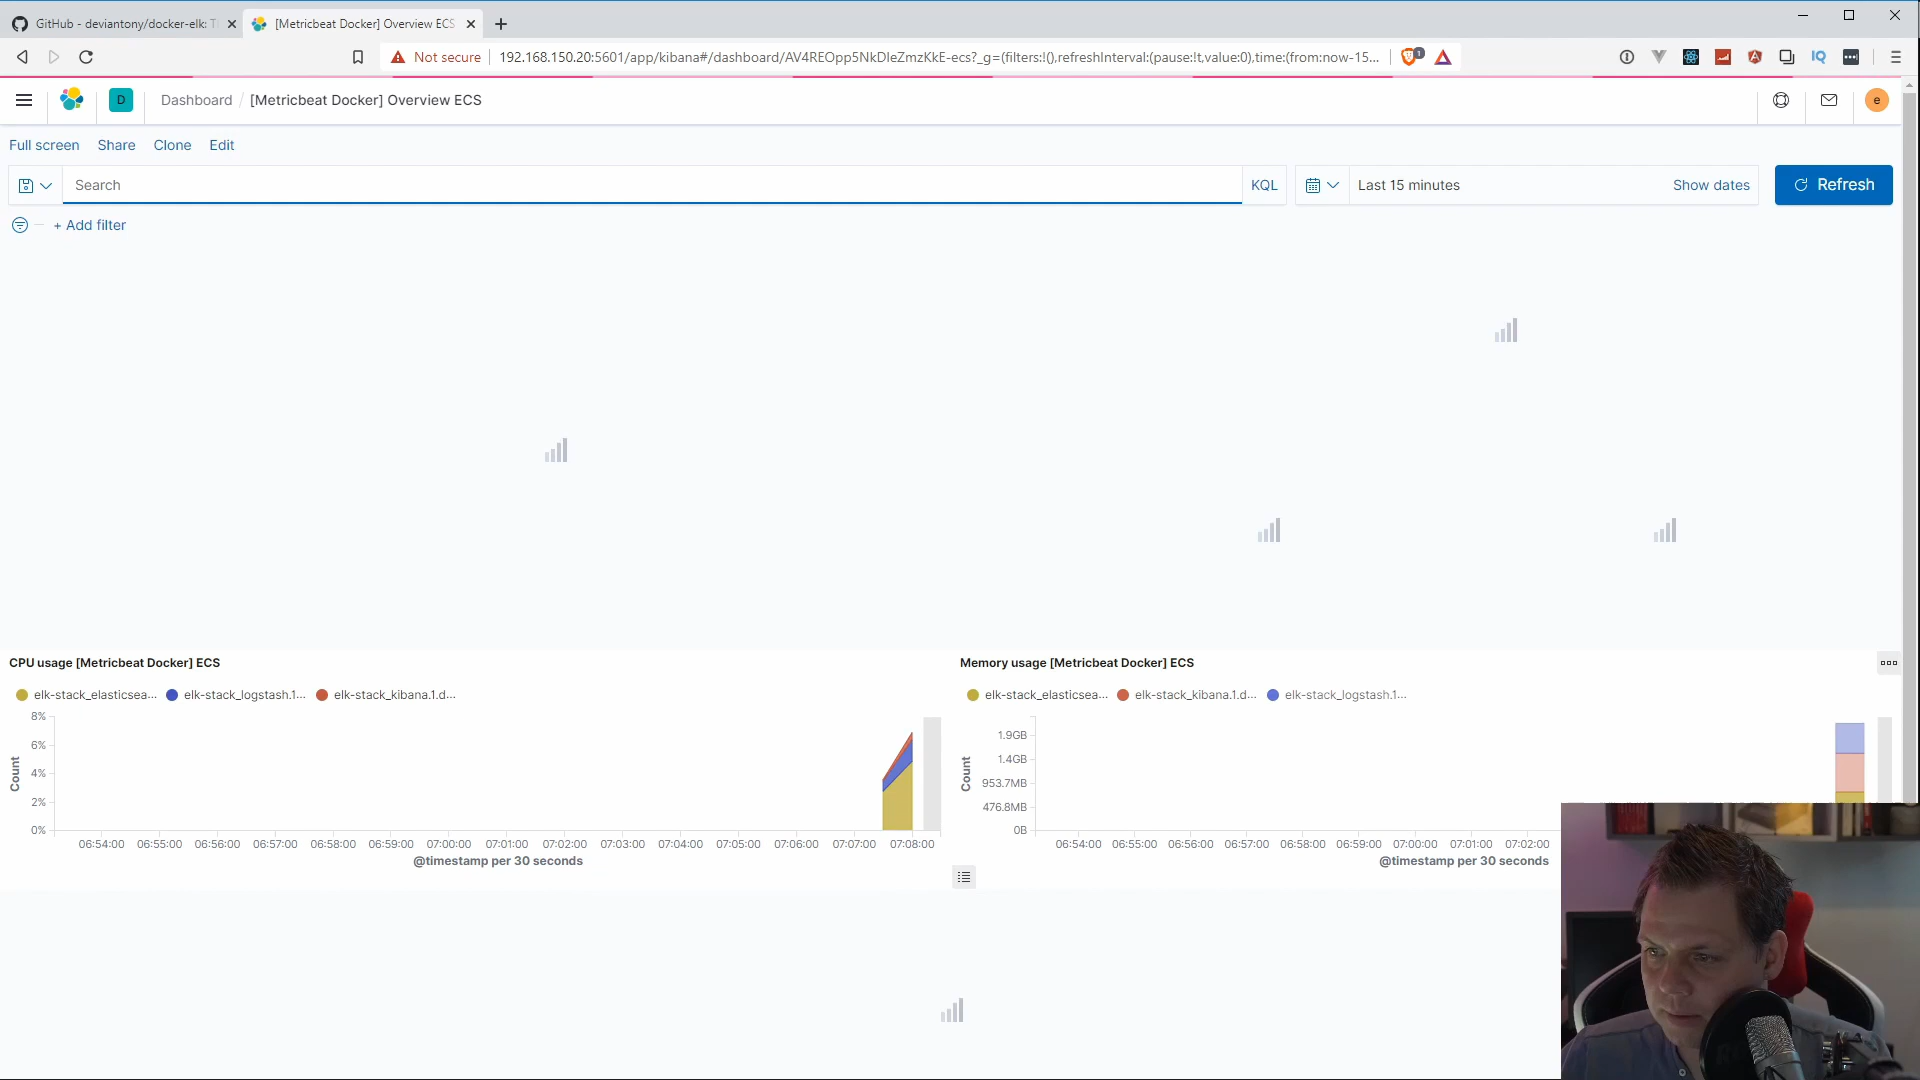 GitHub - deviantony/docker-elk: T
[Metricbeat Docker] Overview ECS
Not secure
192.168.150.20:5601/app/kibana#/dashboard/AV4REOpp5NkDIeZmzKkE-ecs?_g=(filters:!(),refreshInterval:(pause:!t,value:0),time:(from:now-15...
1
IQ
D
Dashboard / [Metricbeat Docker] Overview ECS
e
Full screen Share Clone Edit
Search
KQL
Last 15 minutes
Show dates
Refresh
+ Add filter
CPU usage [Metricbeat Docker] ECS
elk-stack_elasticsea... elk-stack_logstash.1... elk-stack_kibana.1.d...
8%
6%
4%
2%
0%
Count
06:54:00 06:55:00 06:56:00 06:57:00 06:58:00 06:59:00 07:00:00 07:01:00 07:02:00 07:03:00 07:04:00 07:05:00 07:06:00 07:07:00 07:08:00
@timestamp per 30 seconds
Memory usage [Metricbeat Docker] ECS
elk-stack_elasticsea... elk-stack_kibana.1.d... elk-stack_logstash.1...
1.9GB
1.4GB
953.7MB
476.8MB
0B
Count
06:54:00 06:55:00 06:56:00 06:57:00 06:58:00 06:59:00 07:00:00 07:01:00 07:02:00
@timestamp per 30 seconds